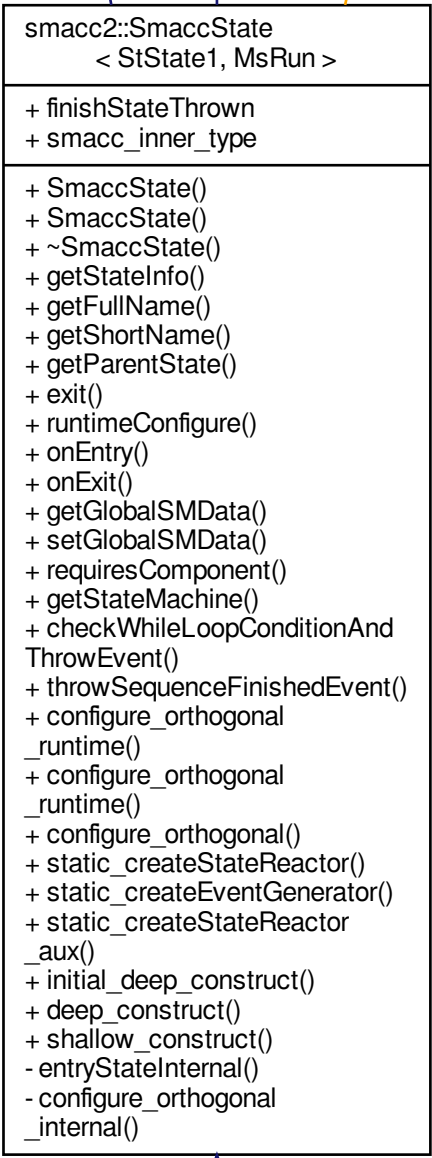 smacc2::SmaccState
< StState1, MsRun >
+ finishStateThrown
+ smacc_inner_type
+ SmaccState()
+ SmaccState()
+ ~SmaccState()
+ getStateInfo()
+ getFullName()
+ getShortName()
+ getParentState()
+ exit()
+ runtimeConfigure()
+ onEntry()
+ onExit()
+ getGlobalSMData()
+ setGlobalSMData()
+ requiresComponent()
+ getStateMachine()
+ checkWhileLoopConditionAnd
ThrowEvent()
+ throwSequenceFinishedEvent()
+ configure_orthogonal
_runtime()
+ configure_orthogonal
_runtime()
+ configure_orthogonal()
+ static_createStateReactor()
+ static_createEventGenerator()
+ static_createStateReactor
_aux()
+ initial_deep_construct()
+ deep_construct()
+ shallow_construct()
- entryStateInternal()
- configure_orthogonal
_internal()